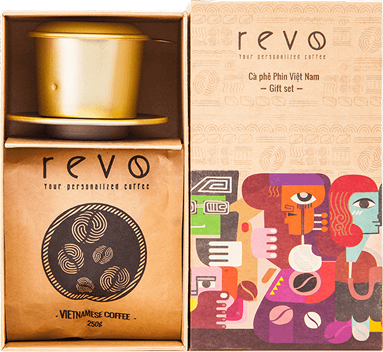 revo
Your personalized coffee
- VIETNAMESE COFFEE -
250g
revo
Your personalized coffee
Cà phê Phin Việt Nam
– Gift set –